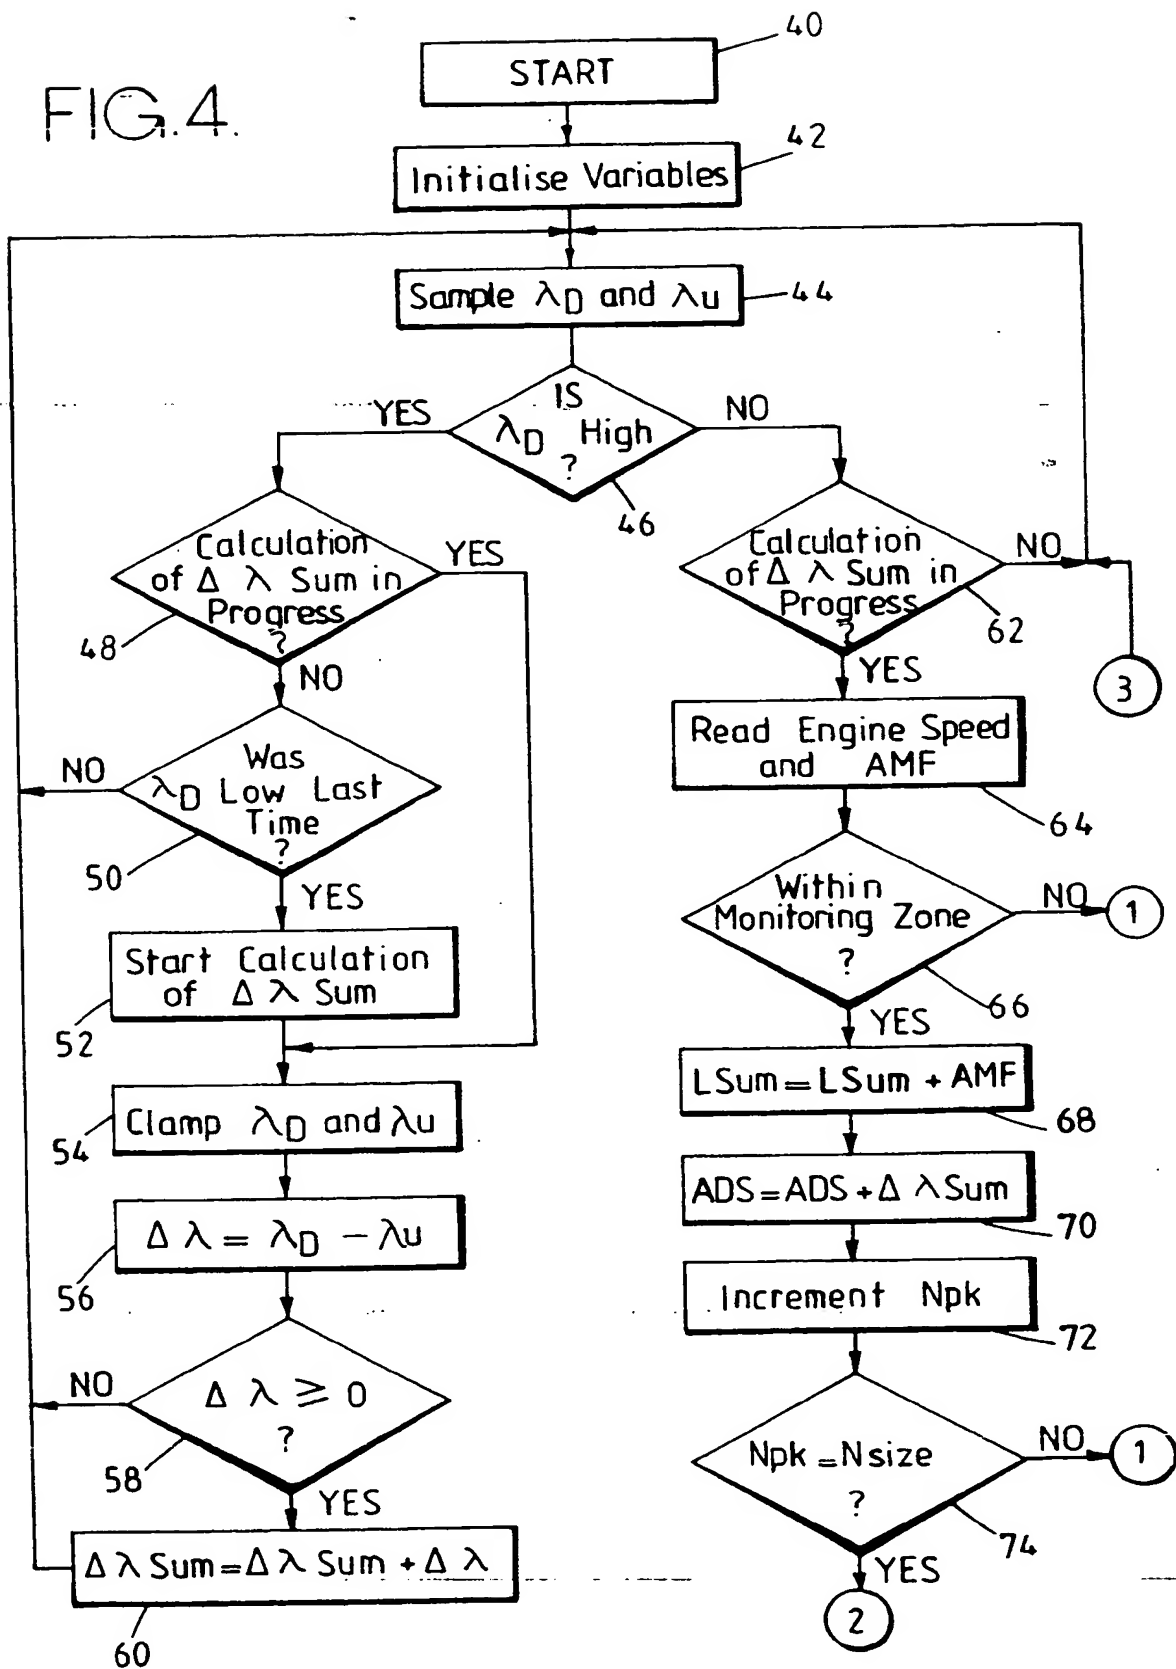 FIG.4.
START
40
Initialise Variables
42
Sample λD and λu
44
IS
λD High
?
46
YES
NO
Calculation
of Δ λ Sum in
Progress
?
48
YES
NO
Was
λD Low Last
Time
?
50
NO
YES
Start Calculation
of Δ λ Sum
52
Clamp λD and λu
54
Δ λ = λD - λu
56
Δ λ ≥ 0
?
58
NO
YES
Δ λ Sum = Δ λ Sum + Δ λ
60
Calculation
of Δ λ Sum in
Progress
?
62
NO
3
YES
Read Engine Speed
and AMF
64
Within
Monitoring Zone
?
66
NO
1
YES
LSum = LSum + AMF
68
ADS = ADS + Δ λ Sum
70
Increment Npk
72
Npk = Nsize
?
74
NO
1
YES
2